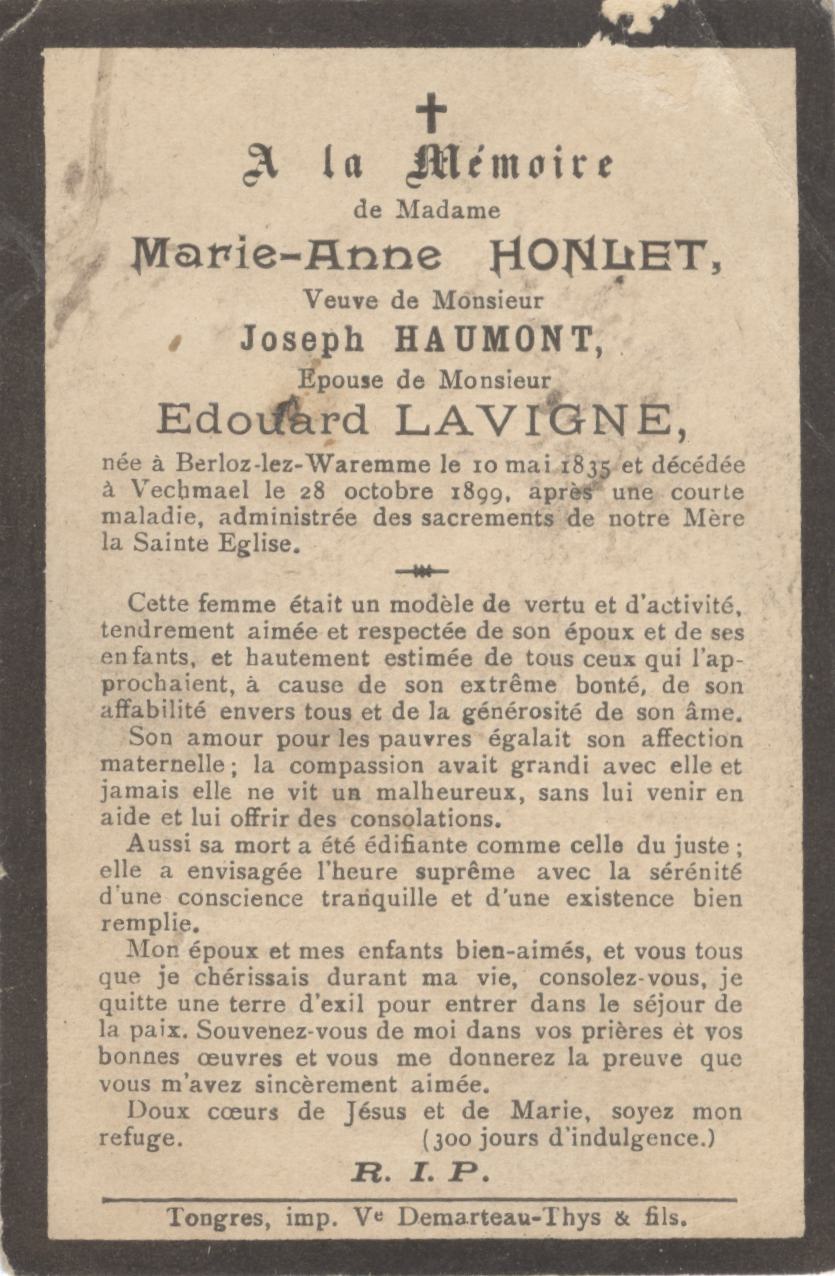 A la Mémoire
de Madame
Marie-Anne HONLET,
Veuve de Monsieur
Joseph HAUMONT,
Epouse de Monsieur
Edouard LAVIGNE,
née à Berloz-lez-Waremme le 10 mai 1835 et décédée
à Vechmael le 28 octobre 1899, après une courte
maladie, administrée des sacrements de notre Mère
la Sainte Eglise.
Cette femme était un modèle de vertu et d'activité,
tendrement aimée et respectée de son époux et de ses
enfants, et hautement estimée de tous ceux qui l'ap-
prochaient, à cause de son extrême bonté, de son
affabilité envers tous et de la générosité de son âme.
Son amour pour les pauvres égalait son affection
maternelle ; la compassion avait grandi avec elle et
jamais elle ne vit un malheureux, sans lui venir en
aide et lui offrir des consolations.
Aussi sa mort a été édifiante comme celle du juste ;
elle a envisagée l'heure suprême avec la sérénité
d'une conscience tranquille et d'une existence bien
remplie.
Mon époux et mes enfants bien-aimés, et vous tous
que je chérissais durant ma vie, consolez-vous, je
quitte une terre d'exil pour entrer dans le séjour de
la paix. Souvenez-vous de moi dans vos prières et vos
bonnes œuvres et vous me donnerez la preuve que
vous m'avez sincèrement aimée.
Doux cœurs de Jésus et de Marie, soyez mon
refuge. (300 jours d'indulgence.)
R. I. P.
Tongres, imp. Ve Demarteau-Thys & fils.